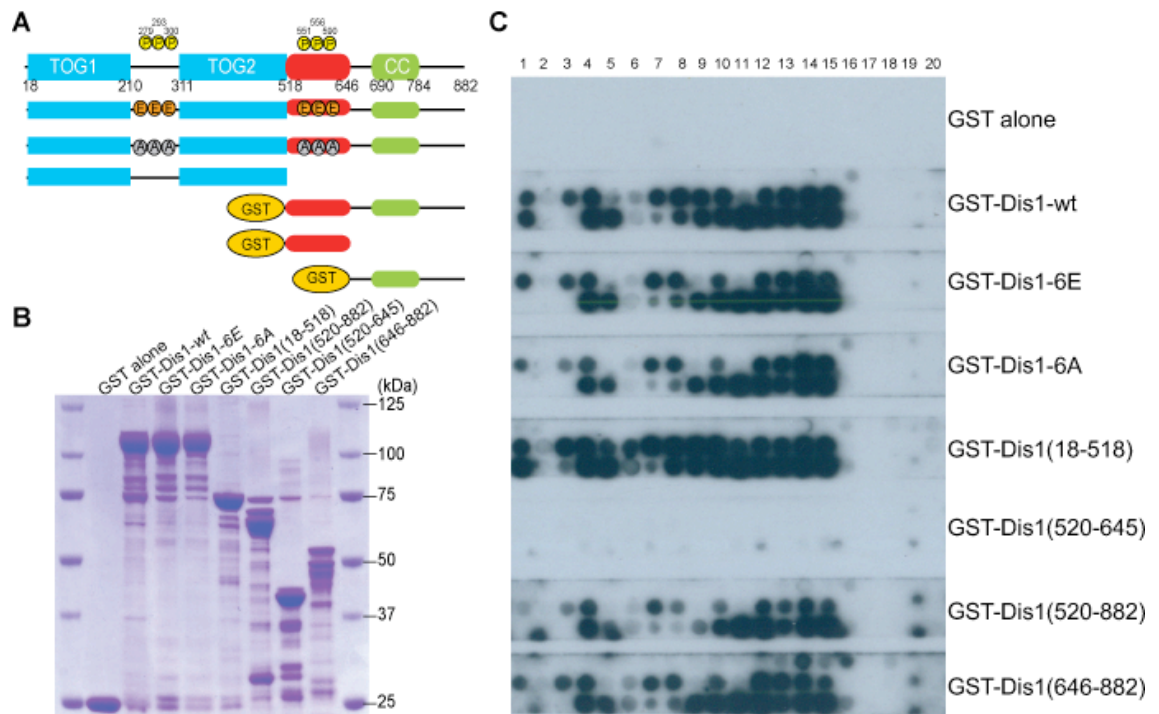 A
279 293 300
P P P
551 556 590
P P P
TOG1 TOG2 CC
18 210 311 518 646 690 784 882
E E E E E E
A A A A A A
GST
GST
GST
B
GST alone
GST-Dis1-wt
GST-Dis1-6E
GST-Dis1-6A
GST-Dis1(18-518)
GST-Dis1(520-882)
GST-Dis1(520-645)
GST-Dis1(646-882)
(kDa)
125
100
75
50
37
25
C
1 2 3 4 5 6 7 8 9 10 11 12 13 14 15 16 17 18 19 20
GST alone
GST-Dis1-wt
GST-Dis1-6E
GST-Dis1-6A
GST-Dis1(18-518)
GST-Dis1(520-645)
GST-Dis1(520-882)
GST-Dis1(646-882)